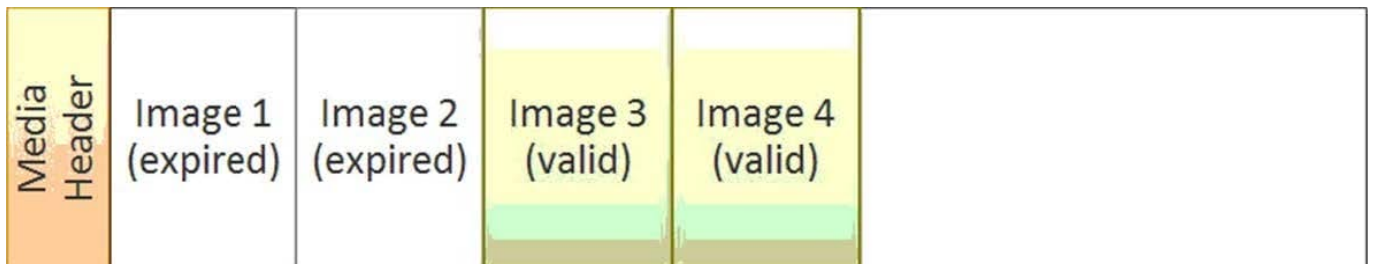 Media
Header
Image 1
(expired)
Image 2
(expired)
Image 3
(valid)
Image 4
(valid)